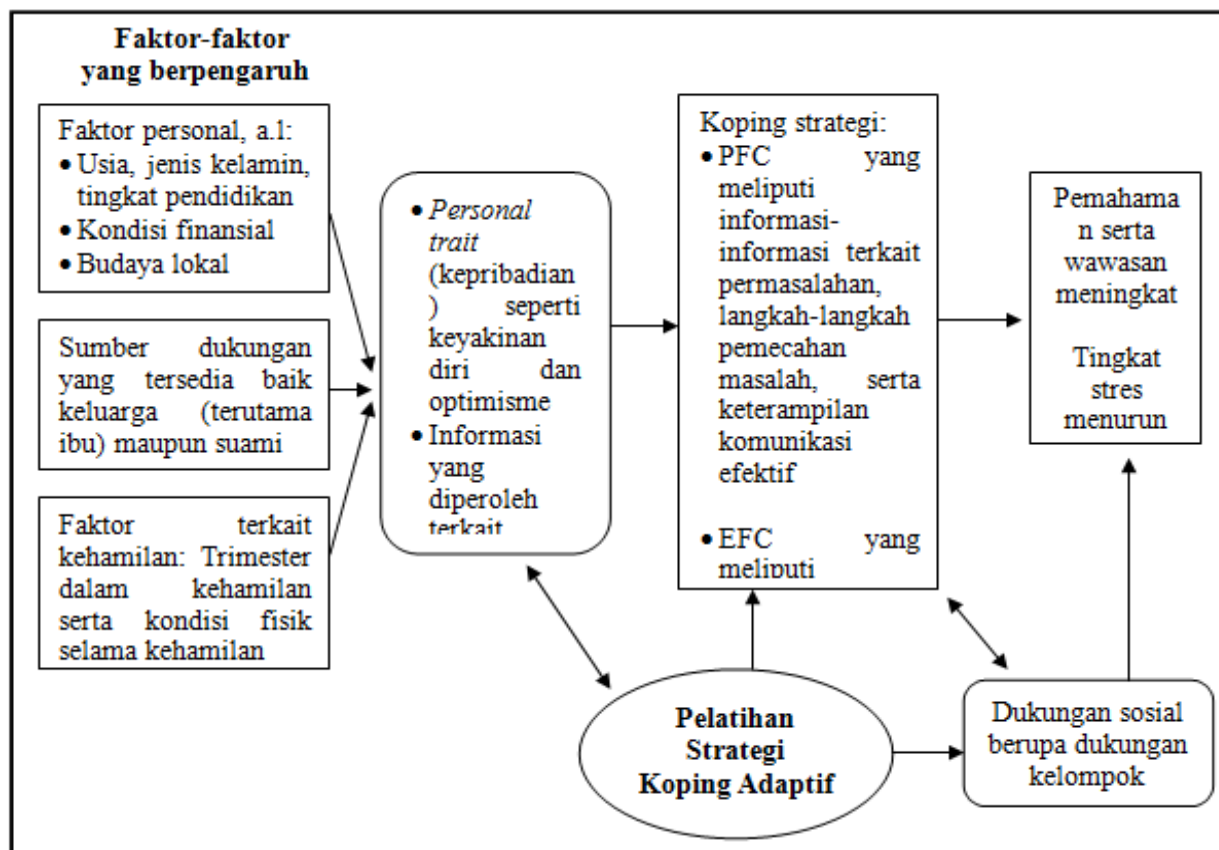 Faktor-faktor
yang berpengaruh
Faktor personal, a.l:
• Usia, jenis kelamin,
tingkat pendidikan
• Kondisi finansial
• Budaya lokal
Sumber dukungan
yang tersedia baik
keluarga (terutama
ibu) maupun suami
Faktor terkait
kehamilan: Trimester
dalam kehamilan
serta kondisi fisik
selama kehamilan
• Personal
trait
(kepribadian
) seperti
keyakinan
diri dan
optimisme
• Informasi
yang
diperoleh
terkait
Koping strategi:
• PFC yang
meliputi
informasi-
informasi terkait
permasalahan,
langkah-langkah
pemecahan
masalah, serta
keterampilan
komunikasi
efektif
• EFC yang
meliputi
Pemahama
n serta
wawasan
meningkat
Tingkat
stres
menurun
Pelatihan
Strategi
Koping Adaptif
Dukungan sosial
berupa dukungan
kelompok